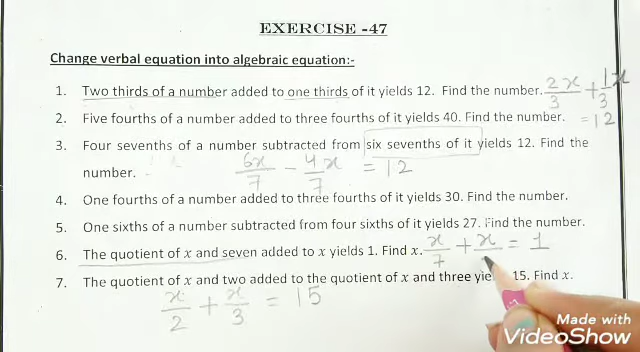 EXERCISE -47
Change verbal equation into algebraic equation:-
1. Two thirds of a number added to one thirds of it yields 12. Find the number. 2x/3 + 1/3 x
2. Five fourths of a number added to three fourths of it yields 40. Find the number. = 12
3. Four sevenths of a number subtracted from six sevenths of it yields 12. Find the
number. 6x/7 - 4x/7 = 12
4. One fourths of a number added to three fourths of it yields 30. Find the number.
5. One sixths of a number subtracted from four sixths of it yields 27. Find the number.
6. The quotient of x and seven added to x yields 1. Find x. x/7 + x = 1
7. The quotient of x and two added to the quotient of x and three 15. Find x.
x/2 + x/3 = 15
Made with
VideoShow